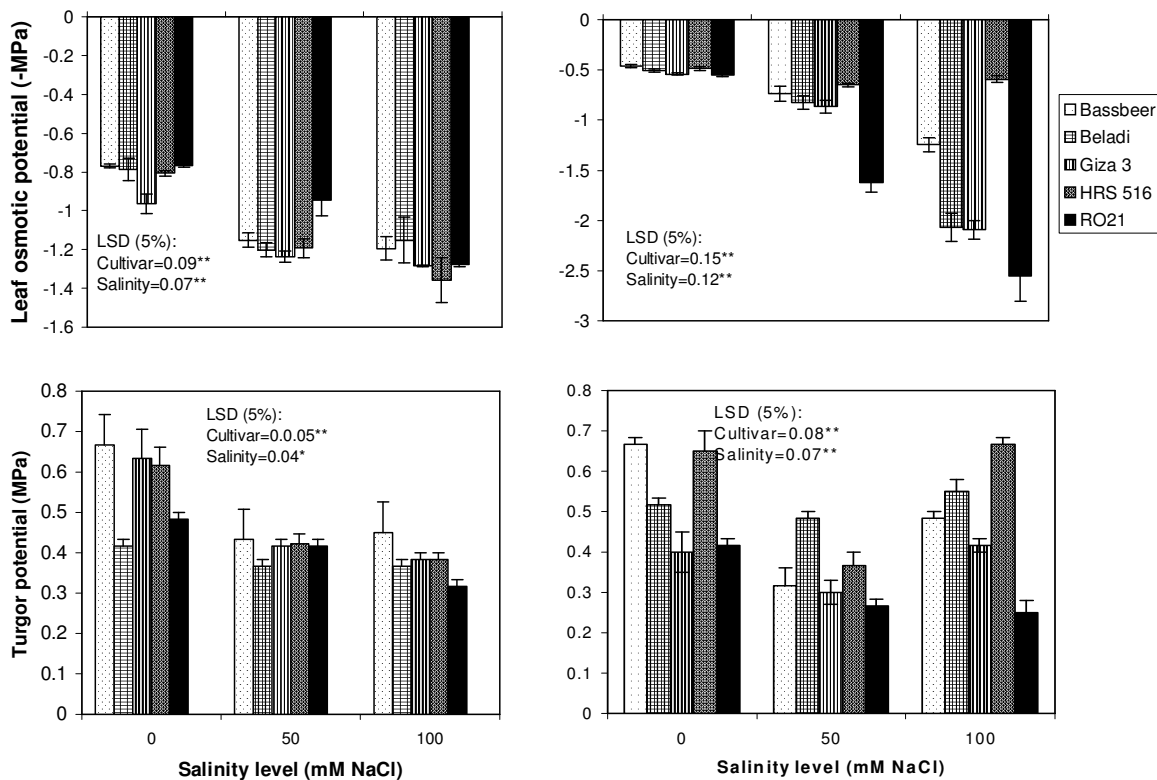 Leaf osmotic potential (-MPa)
0
-0.2
-0.4
-0.6
-0.8
-1
-1.2
-1.4
-1.6
LSD (5%):
Cultivar=0.09**
Salinity=0.07**
0
-0.5
-1
-1.5
-2
-2.5
-3
LSD (5%):
Cultivar=0.15**
Salinity=0.12**
Bassbeer
Beladi
Giza 3
HRS 516
RO21
Turgor potential (MPa)
0.8
0.7
0.6
0.5
0.4
0.3
0.2
0.1
0
LSD (5%):
Cultivar=0.0.05**
Salinity=0.04*
0 50 100
Salinity level (mM NaCl)
0.8
0.7
0.6
0.5
0.4
0.3
0.2
0.1
0
LSD (5%):
Cultivar=0.08**
Salinity=0.07**
0 50 100
Salinity level (mM NaCl)